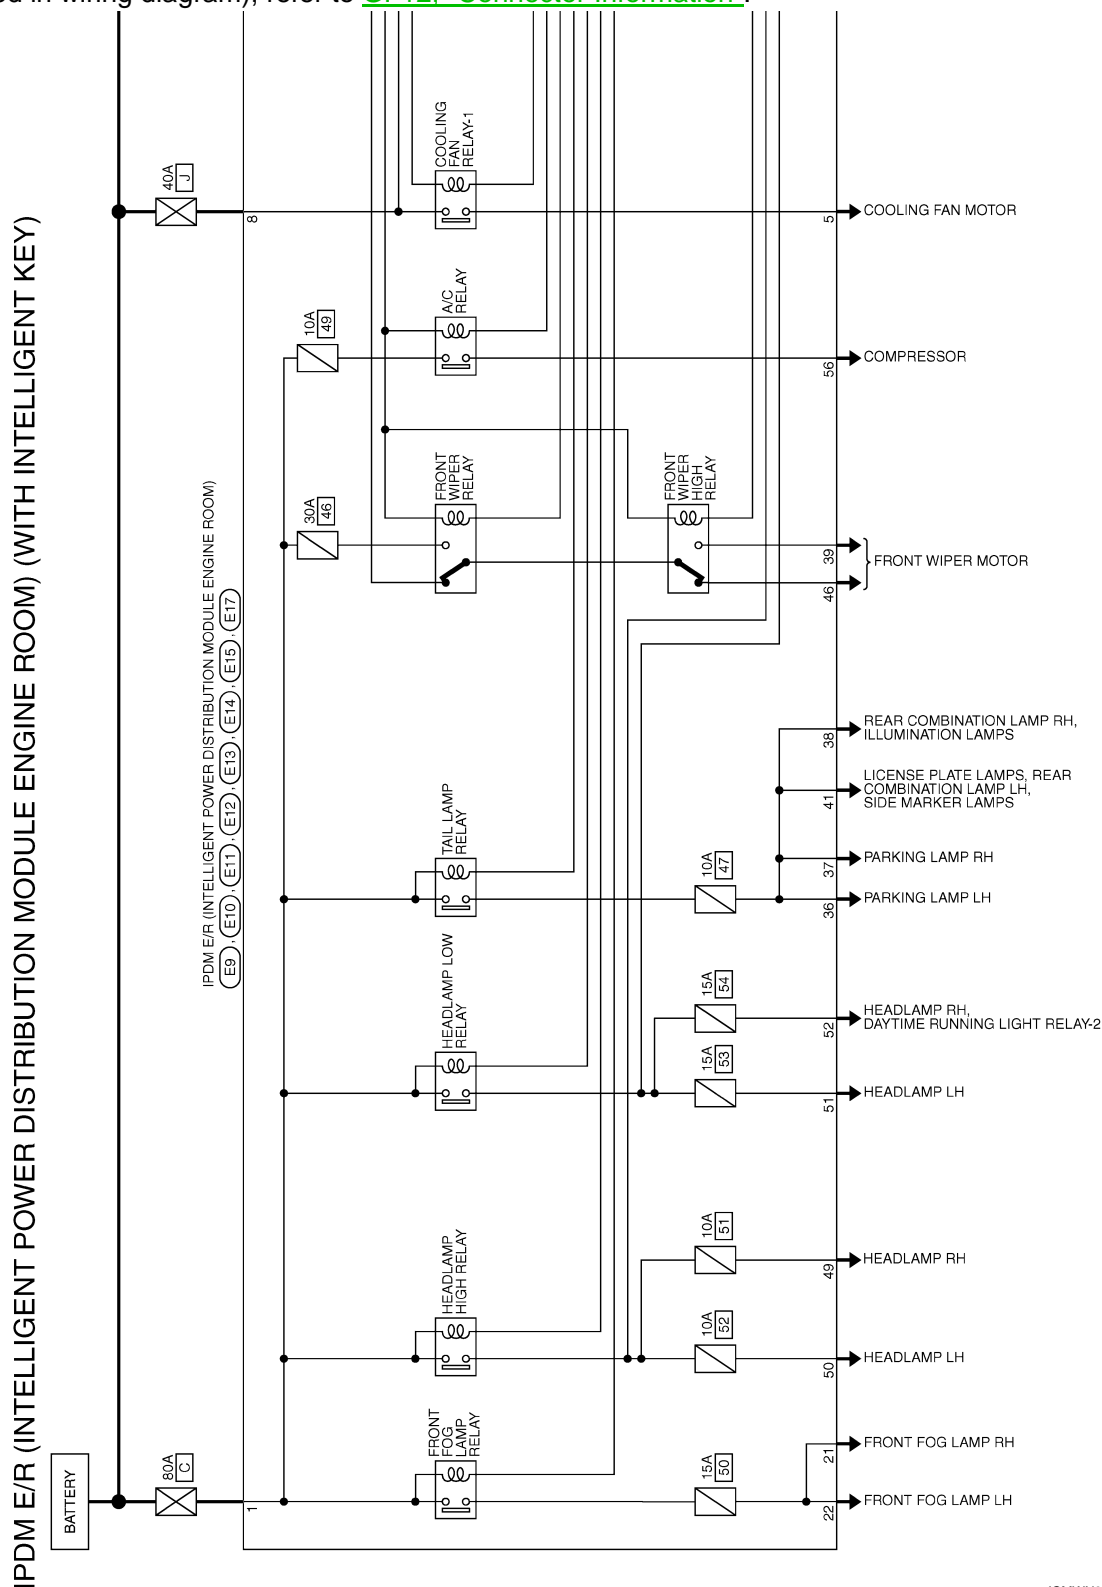 ed in wiring diagram), refer to
IPDM E/R (INTELLIGENT POWER DISTRIBUTION MODULE ENGINE ROOM) (WITH INTELLIGENT KEY)
BATTERY
80A
C
40A
J
IPDM E/R (INTELLIGENT POWER DISTRIBUTION MODULE ENGINE ROOM)
E9 , E10 , E11 , E12 , E13 , E14 , E15 , E17
1
8
10A
49
30A
46
COOLING
FAN
RELAY-1
A/C
RELAY
FRONT
WIPER
RELAY
FRONT
WIPER
HIGH
RELAY
TAIL LAMP
RELAY
HEADLAMP LOW
RELAY
HEADLAMP
HIGH RELAY
FRONT
FOG
LAMP
RELAY
10A
47
15A
54
15A
53
10A
51
10A
52
15A
50
5
COOLING FAN MOTOR
56
COMPRESSOR
39
46
FRONT WIPER MOTOR
38
REAR COMBINATION LAMP RH,
ILLUMINATION LAMPS
41
LICENSE PLATE LAMPS, REAR
COMBINATION LAMP LH,
SIDE MARKER LAMPS
37
PARKING LAMP RH
36
PARKING LAMP LH
52
HEADLAMP RH,
DAYTIME RUNNING LIGHT RELAY-2
51
HEADLAMP LH
49
HEADLAMP RH
50
HEADLAMP LH
21
FRONT FOG LAMP RH
22
FRONT FOG LAMP LH